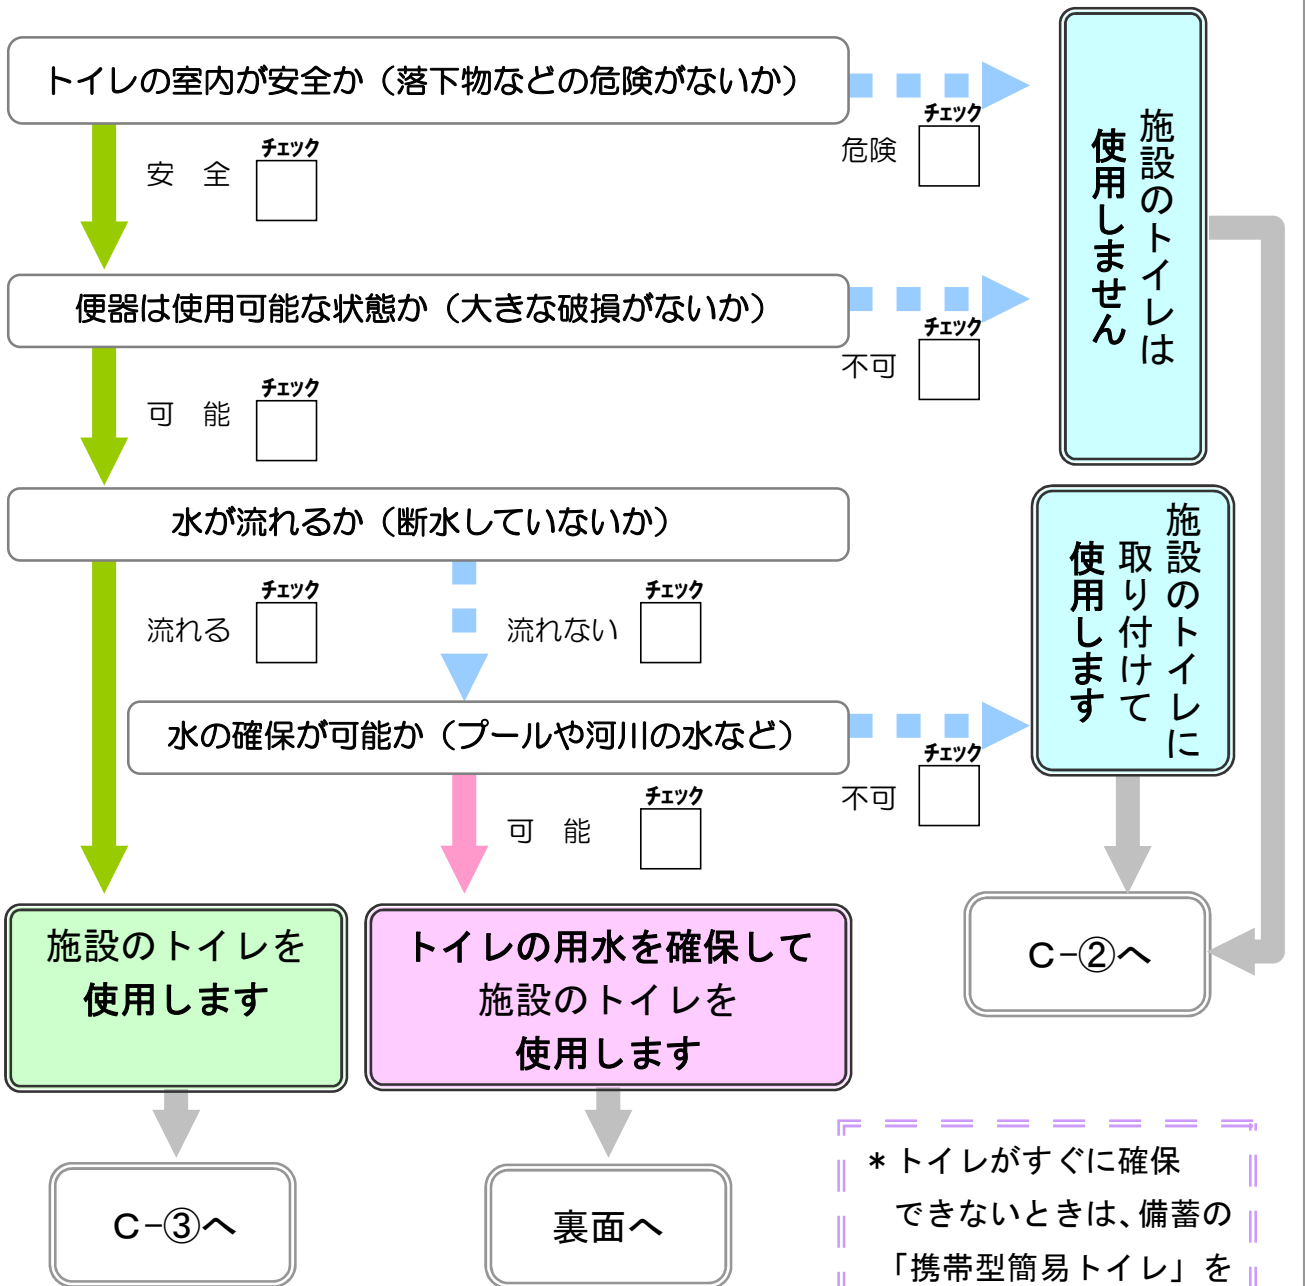 トイレの室内が安全か（落下物などの危険がないか）
チェック
危険
チェック
安　全
施設のトイレは
使用しません
便器は使用可能な状態か（大きな破損がないか）
チェック
不可
チェック
可　能
水が流れるか（断水していないか）
チェック
流れる
チェック
流れない
施設のトイレに
取り付けて
使用します
水の確保が可能か（プールや河川の水など）
チェック
不可
チェック
可　能
施設のトイレを
使用します
トイレの用水を確保して
施設のトイレを
使用します
C-②へ
C-③へ
裏面へ
*トイレがすぐに確保
できないときは、備蓄の
「携帯型簡易トイレ」を